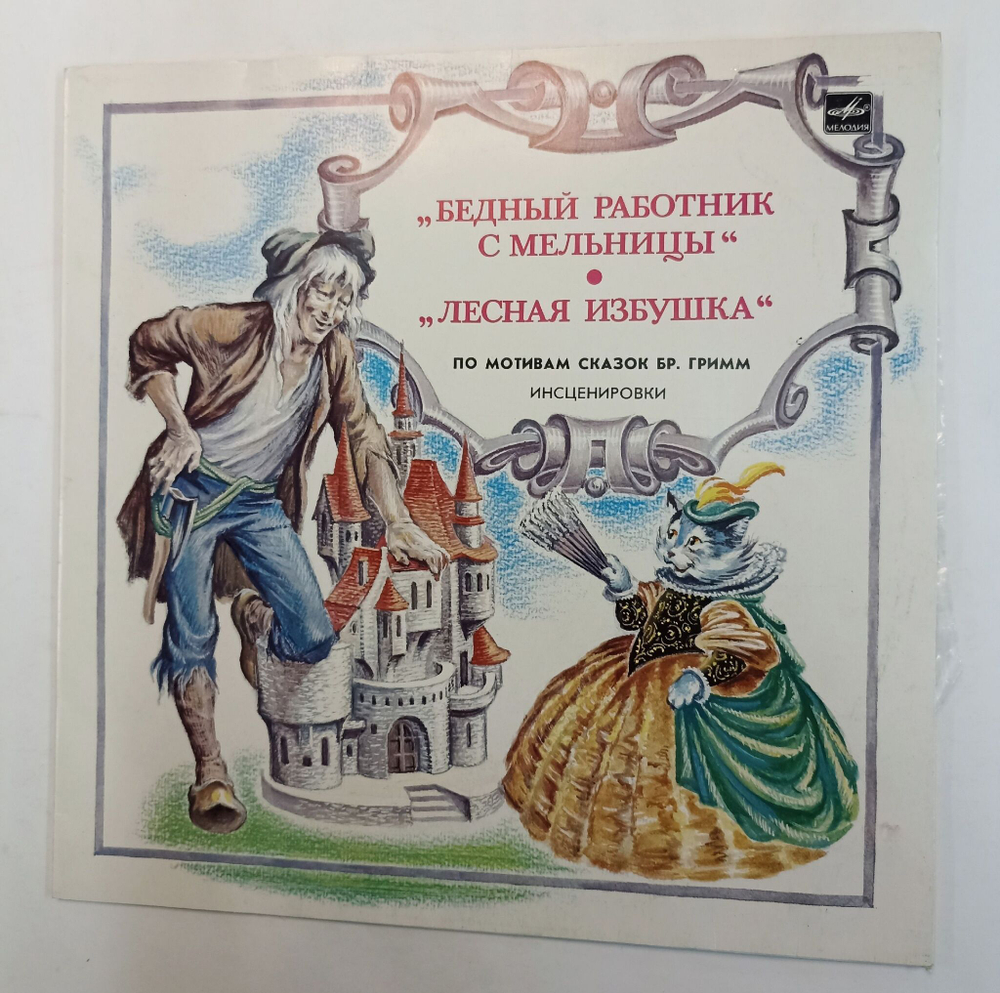 МЕЛОДИЯ
„БЕДНЫЙ РАБОТНИК
С МЕЛЬНИЦЫ“
„ЛЕСНАЯ ИЗБУШКА“
ПО МОТИВАМ СКАЗОК БР. ГРИММ
ИНСЦЕНИРОВКИ